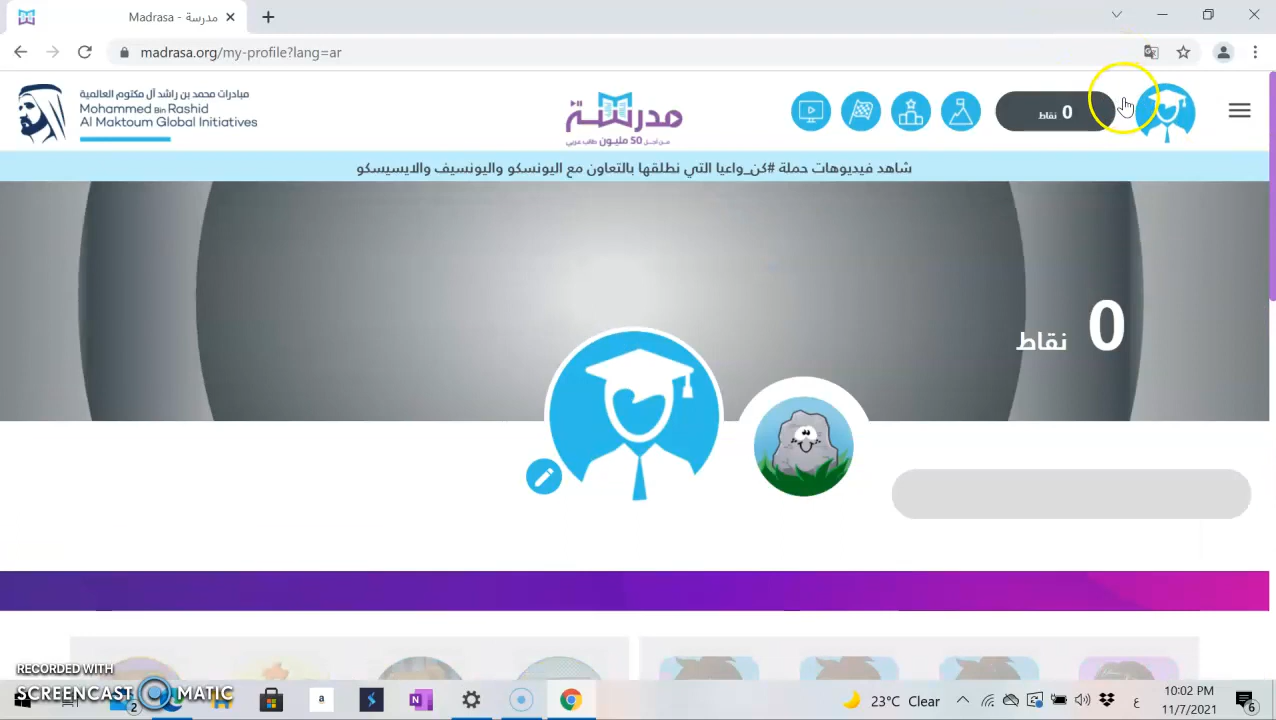 Madrasa - مدرسة
madrasa.org/my-profile?lang=ar
مبادرات محمد بن راشد آل مكتوم العالمية
Mohammed Bin Rashid
Al Maktoum Global Initiatives
مدرسة
من أجل 50 مليون طالب عربي
0 نقاط
شاهد فيديوهات حملة #كن_واعيا التي نطلقها بالتعاون مع اليونسكو واليونسيف والايسيسكو
0 نقاط
RECORDED WITH
SCREENCAST MATIC
2
a
N
23°C Clear
ع
10:02 PM
11/7/2021
6